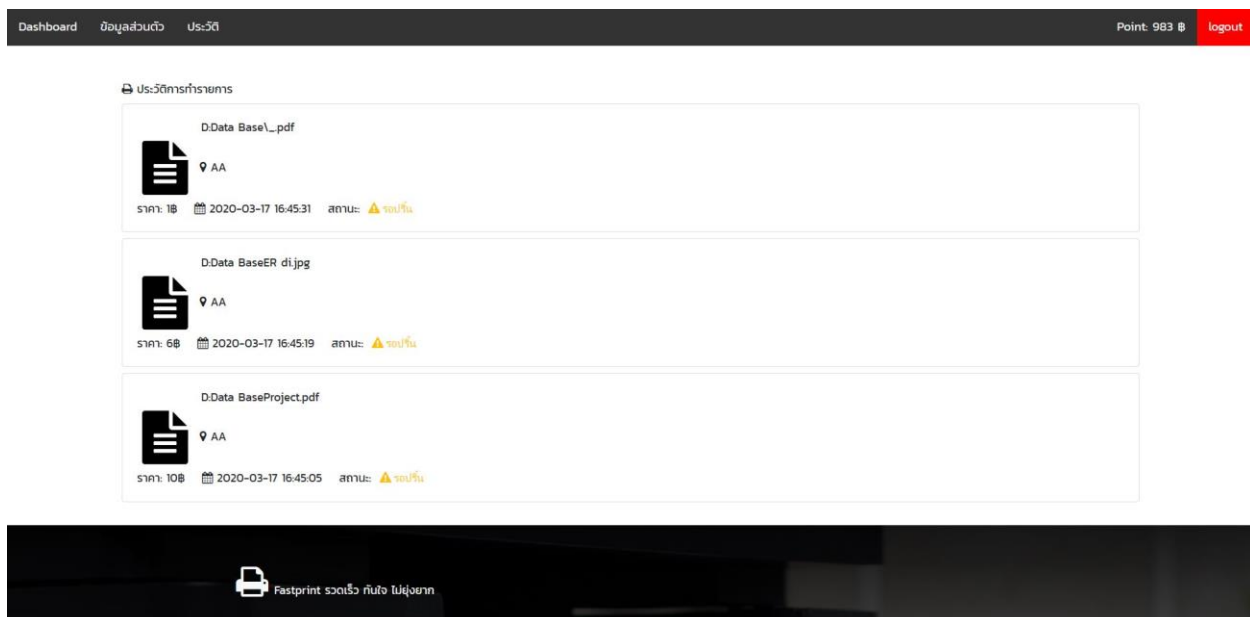 Dashboard ข้อมูลส่วนตัว ประวัติ Point: 983 ฿ logout
ประวัติการทำรายการ
D:Data Base\_.pdf
AA
ราคา: 1฿ 2020-03-17 16:45:31 สถานะ: รอปริ้น
D:Data BaseER di.jpg
AA
ราคา: 6฿ 2020-03-17 16:45:19 สถานะ: รอปริ้น
D:Data BaseProject.pdf
AA
ราคา: 10฿ 2020-03-17 16:45:05 สถานะ: รอปริ้น
Fastprint รวดเร็ว ทันใจ ไม่ยุ่งยาก